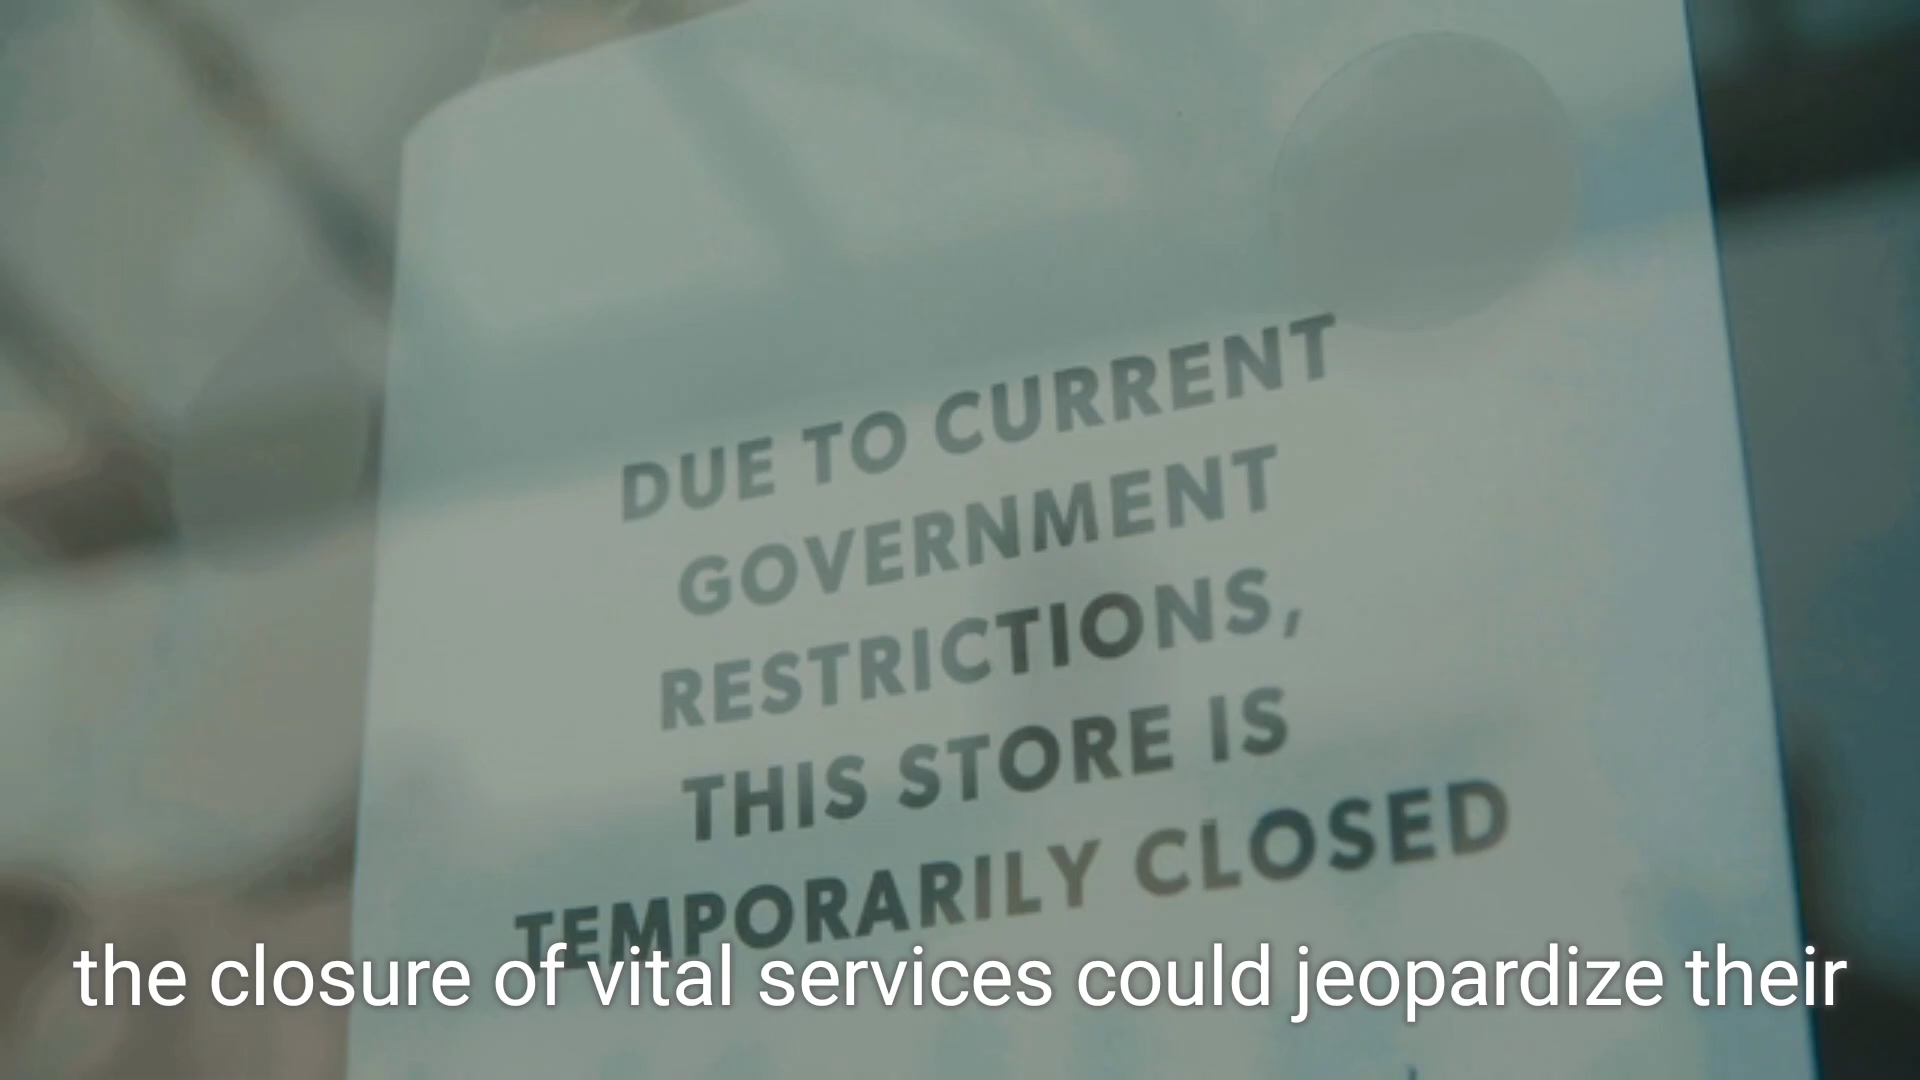 DUE TO CURRENT
GOVERNMENT
RESTRICTIONS,
THIS STORE IS
TEMPORARILY CLOSED
the closure of vital services could jeopardize their